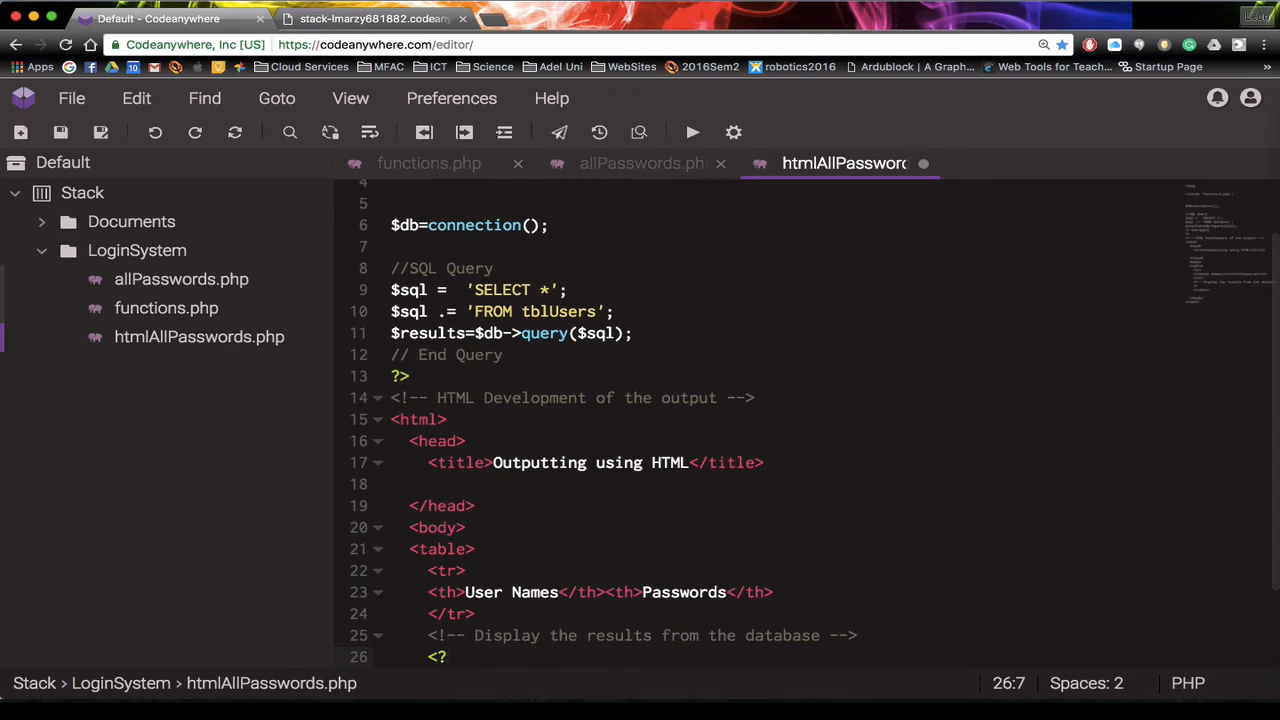 Default - Codeanywhere
stack-lmarzy681882.codeany
Leon
Codeanywhere, Inc [US] https://codeanywhere.com/editor/
Apps Cloud Services MFAC ICT Science Adel Uni WebSites 2016Sem2 robotics2016 Ardublock | A Graph... Web Tools for Teach... Startup Page »
File Edit Find Goto View Preferences Help
Default functions.php allPasswords.ph htmlAllPassworc
Stack
Documents
LoginSystem
allPasswords.php
functions.php
htmlAllPasswords.php
4
5
6 $db=connection();
7
8 //SQL Query
9 $sql = 'SELECT *';
10 $sql .= 'FROM tblUsers';
11 $results=$db->query($sql);
12 // End Query
13 ?>
14 <!-- HTML Development of the output -->
15 <html>
16 <head>
17 <title>Outputting using HTML</title>
18
19 </head>
20 <body>
21 <table>
22 <tr>
23 <th>User Names</th><th>Passwords</th>
24 </tr>
25 <!-- Display the results from the database -->
26 <?
Stack > LoginSystem > htmlAllPasswords.php 26:7 Spaces: 2 PHP